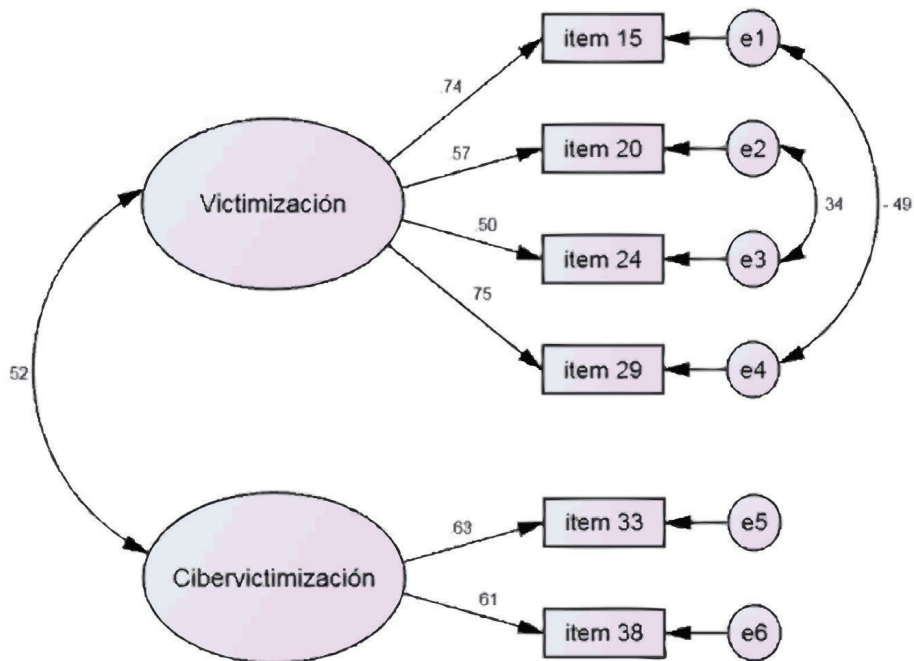 item 15
e1
.74
item 20
e2
57
Victimización
34
- 49
.50
item 24
e3
75
item 29
e4
52
item 33
e5
.63
Cibervictimización
61
item 38
e6